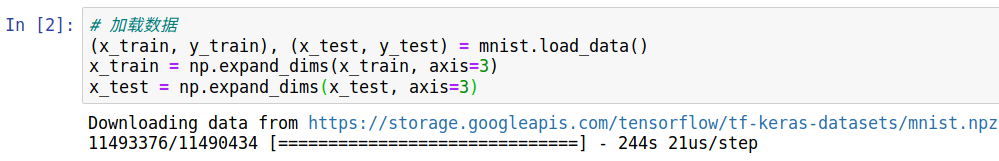 In [2]: # 加载数据
(x_train, y_train), (x_test, y_test) = mnist.load_data()
x_train = np.expand_dims(x_train, axis=3)
x_test = np.expand_dims(x_test, axis=3)
Downloading data from https://storage.googleapis.com/tensorflow/tf-keras-datasets/mnist.npz
11493376/11490434 [==============================] - 244s 21us/step